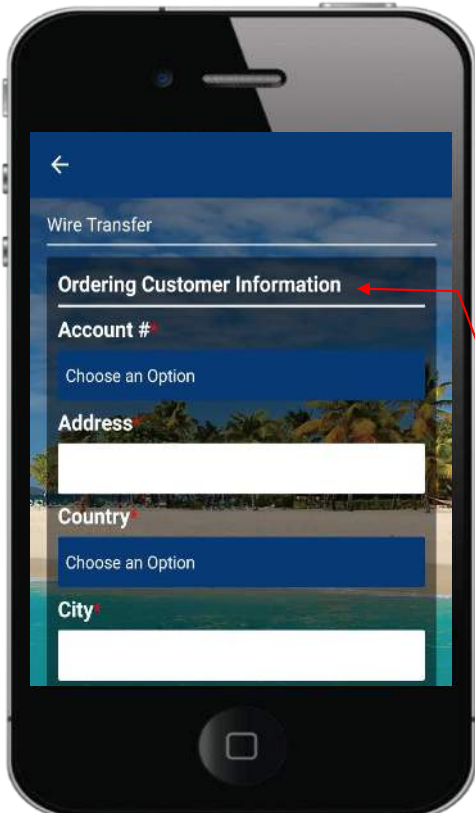 Wire Transfer
Ordering Customer Information
Account #*
Choose an Option
Address*
Country*
Choose an Option
City*